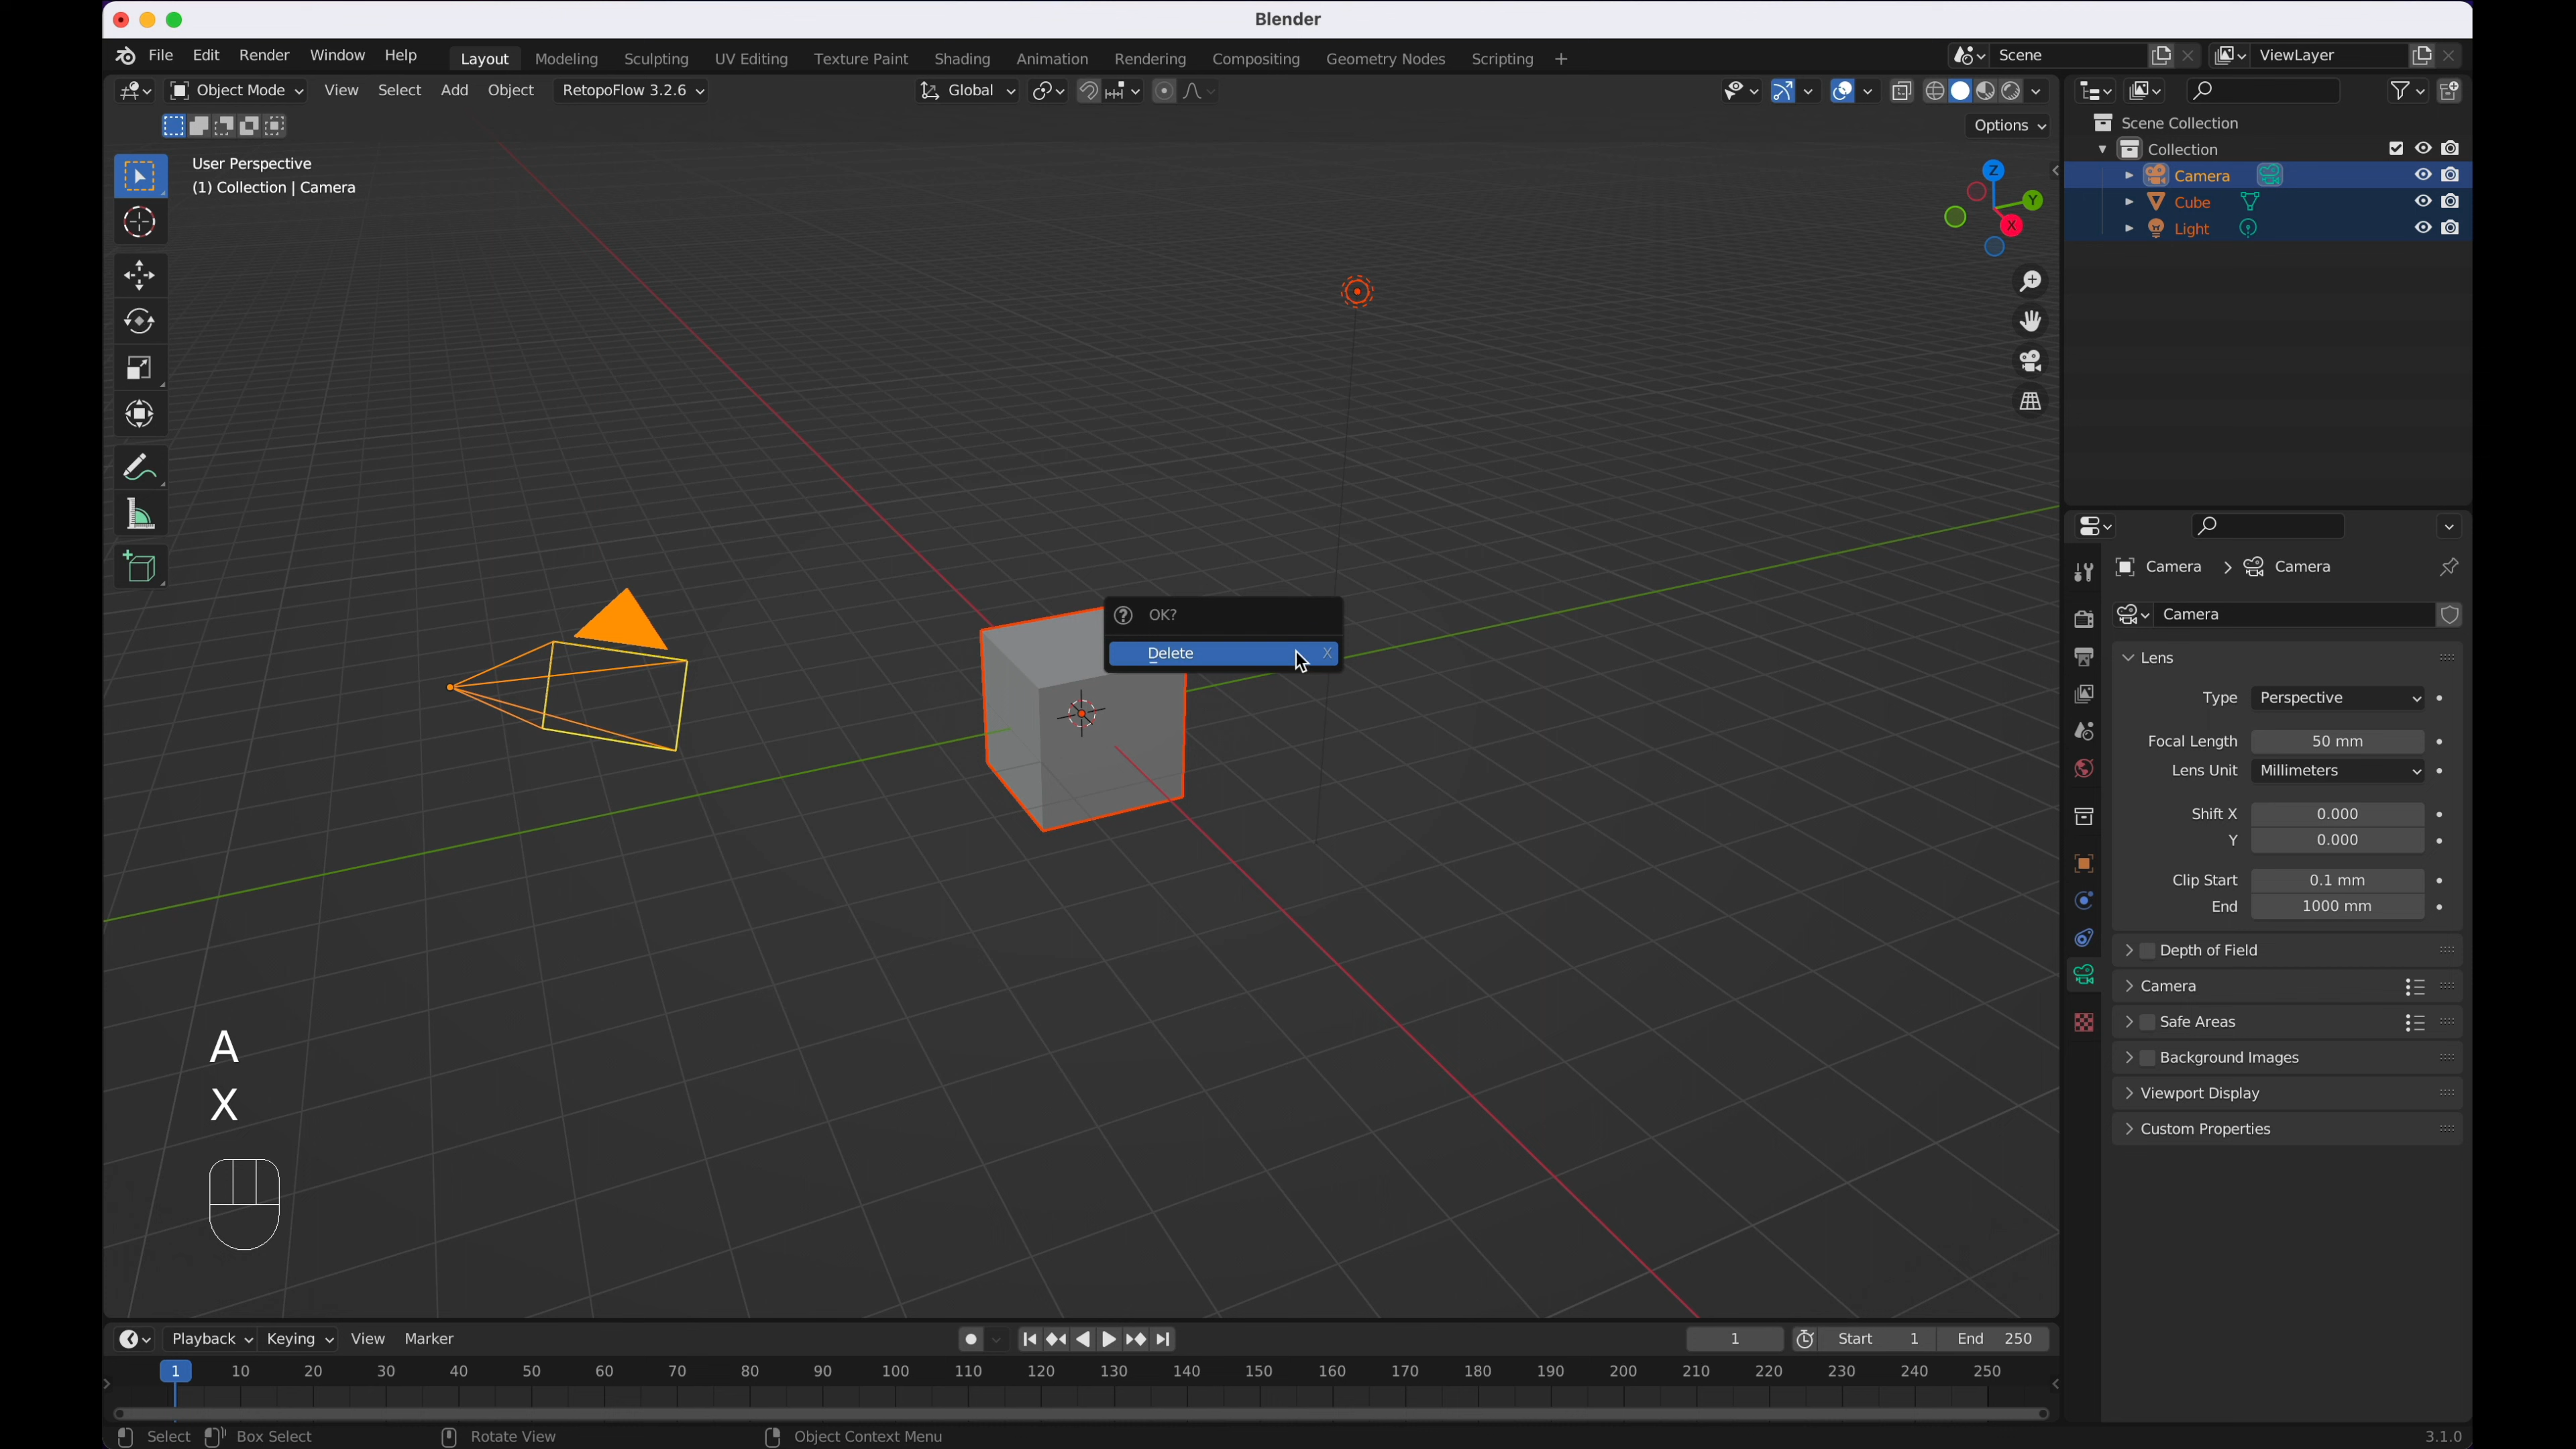 Blender
File Edit Render Window Help Layout Modeling Sculpting UV Editing Texture Paint Shading Animation Rendering Compositing Geometry Nodes Scripting + Scene ViewLayer
Object Mode View Select Add Object RetopoFlow 3.2.6 Global
Options
User Perspective
(1) Collection | Camera
Z
Y
X
Scene Collection
Collection
Camera
Cube
Light
OK?
Delete X
Camera > Camera
Camera
Lens
Type Perspective
Focal Length 50 mm
Lens Unit Millimeters
Shift X 0.000
Y 0.000
Clip Start 0.1 mm
End 1000 mm
Depth of Field
Camera
Safe Areas
Background Images
Viewport Display
Custom Properties
A
X
Playback Keying View Marker 1 Start 1 End 250
1 10 20 30 40 50 60 70 80 90 100 110 120 130 140 150 160 170 180 190 200 210 220 230 240 250
Select Box Select Rotate View Object Context Menu 3.1.0